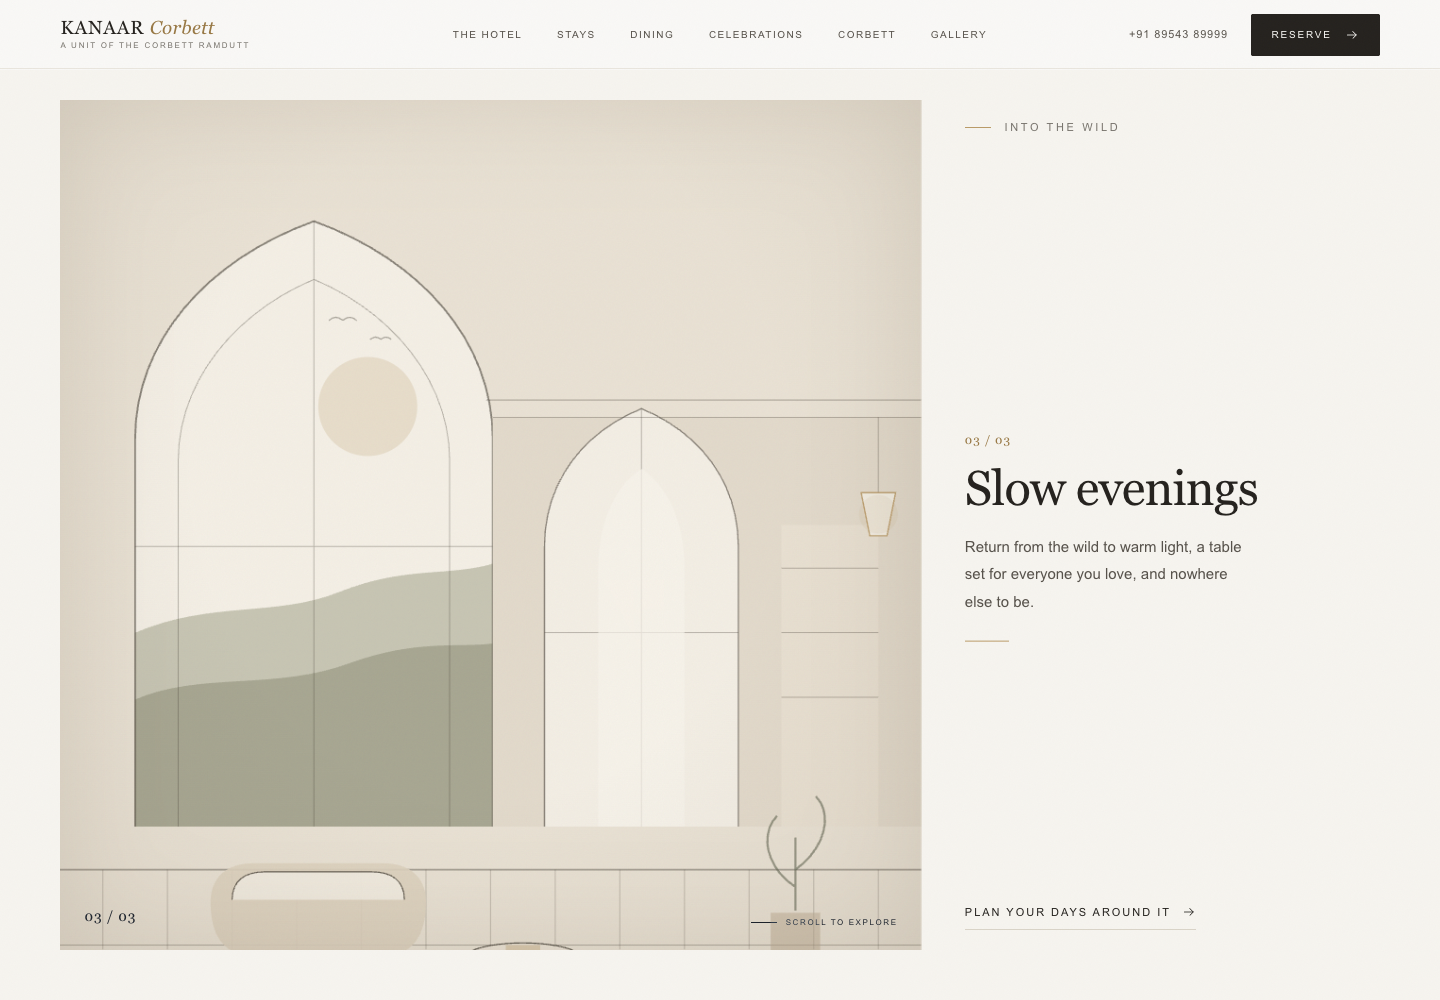 KANAAR Corbett
A UNIT OF THE CORBETT RAMDUTT
THE HOTEL
STAYS
DINING
CELEBRATIONS
CORBETT
GALLERY
+91 89543 89999
RESERVE
INTO THE WILD
03 / 03
Slow evenings
Return from the wild to warm light, a table
set for everyone you love, and nowhere
else to be.
PLAN YOUR DAYS AROUND IT
03 / 03
SCROLL TO EXPLORE